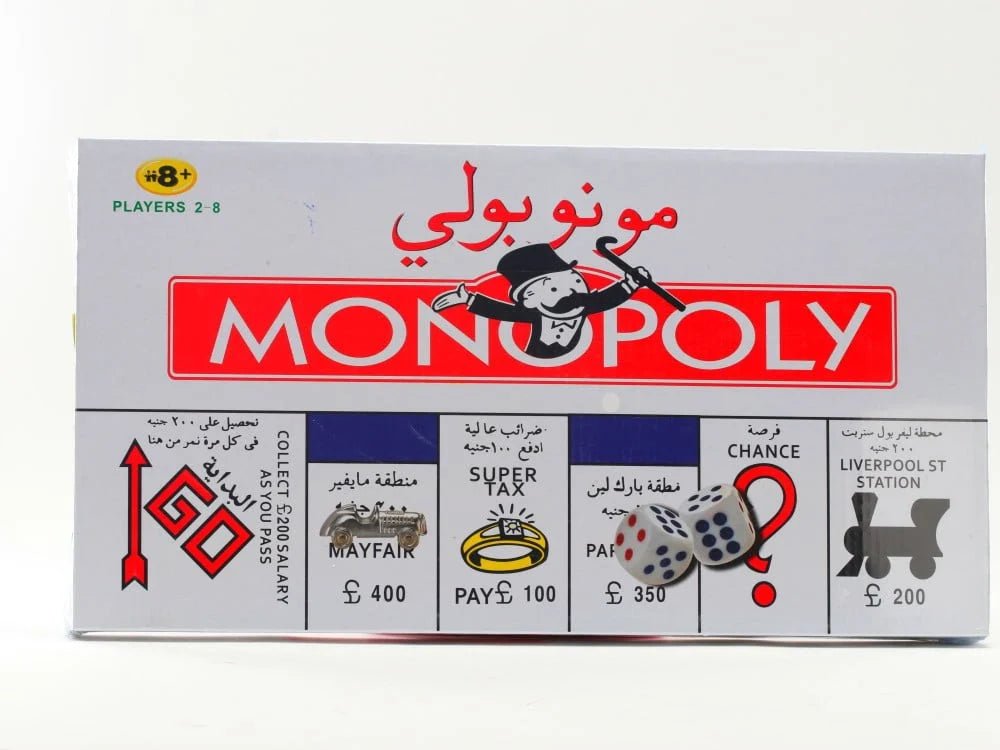 8+
PLAYERS 2-8
مونوبولي
MONOPOLY
تحصيل على ٢٠٠ جنيه
فى كل مرة نمر من هنا
البداية
GO
COLLECT £200 SALARY
AS YOU PASS
منطقة مايفير
MAYFAIR
£ 400
ضرائب عالية
ادفع ١٠٠جنيه
SUPER
TAX
PAY£ 100
منطقة بارك لين
جنيه
£ 350
فرصة
CHANCE
?
محطة ليفربول ستريت
٢٠٠ جنيه
LIVERPOOL ST
STATION
£ 200